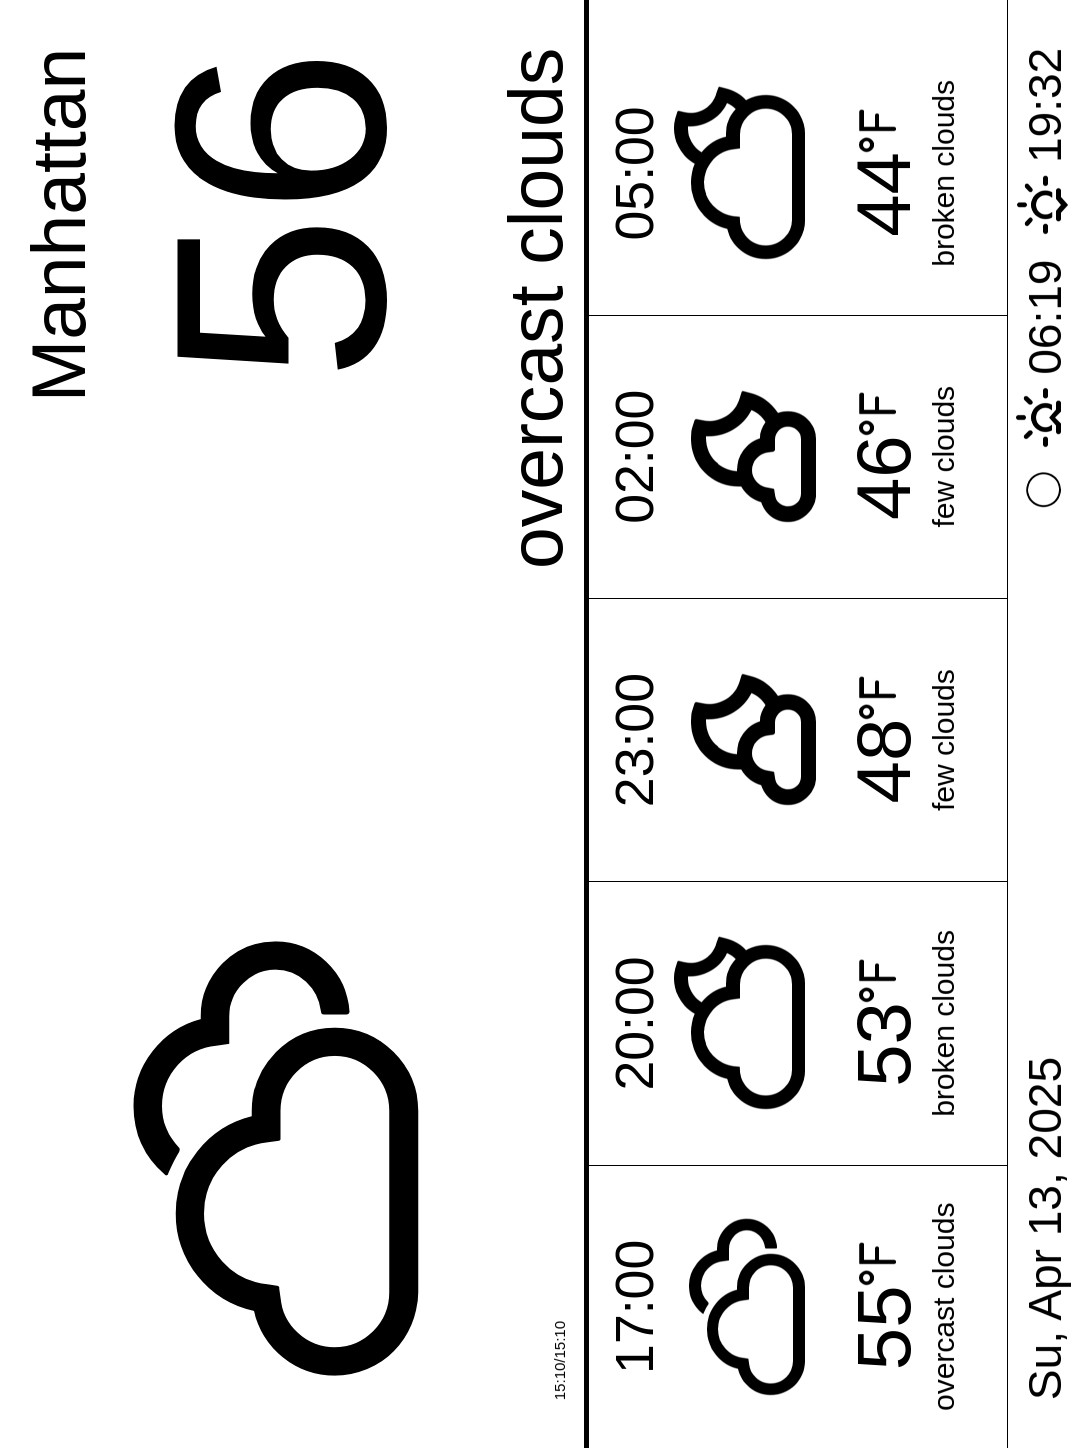 Manhattan
56
overcast clouds
15:10/15:10
17:00
55°F
overcast clouds
20:00
53°F
broken clouds
23:00
48°F
few clouds
02:00
46°F
few clouds
05:00
44°F
broken clouds
Su, Apr 13, 2025
06:19
19:32